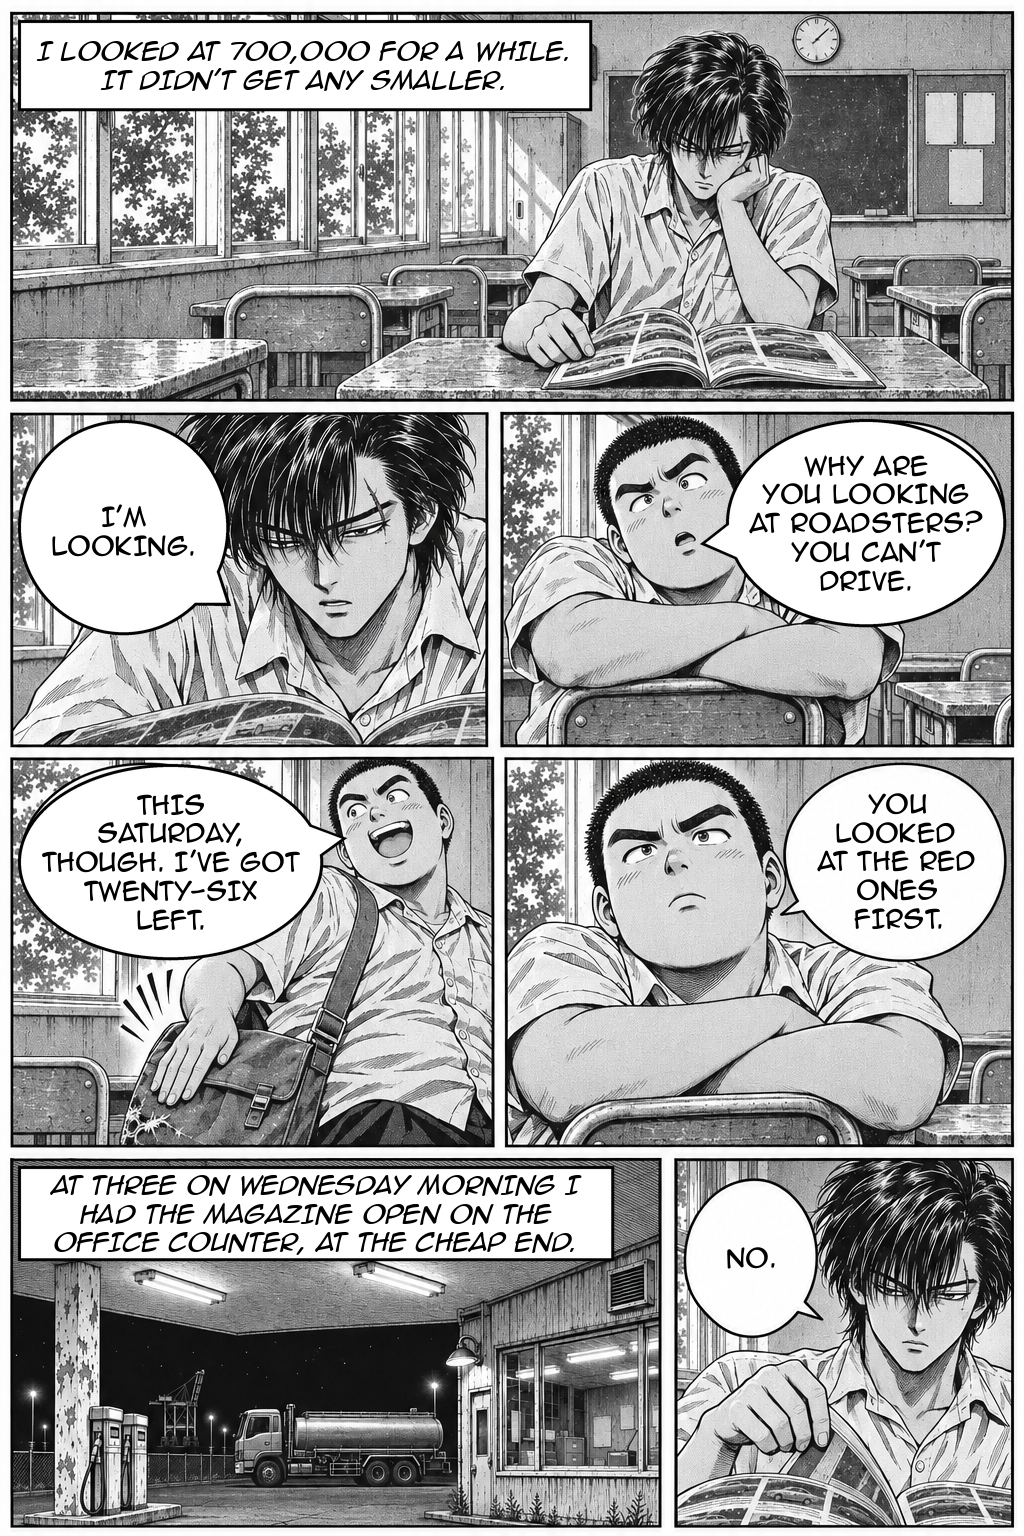 I LOOKED AT 700,000 FOR A WHILE.
IT DIDN'T GET ANY SMALLER.
WHY ARE
YOU LOOKING
AT ROADSTERS?
YOU CAN'T
DRIVE.
I'M
LOOKING.
YOU
LOOKED
AT THE RED
ONES
FIRST.
THIS
SATURDAY,
THOUGH. I'VE GOT
TWENTY-SIX
LEFT.
NO.
AT THREE ON WEDNESDAY MORNING I
HAD THE MAGAZINE OPEN ON THE
OFFICE COUNTER, AT THE CHEAP END.